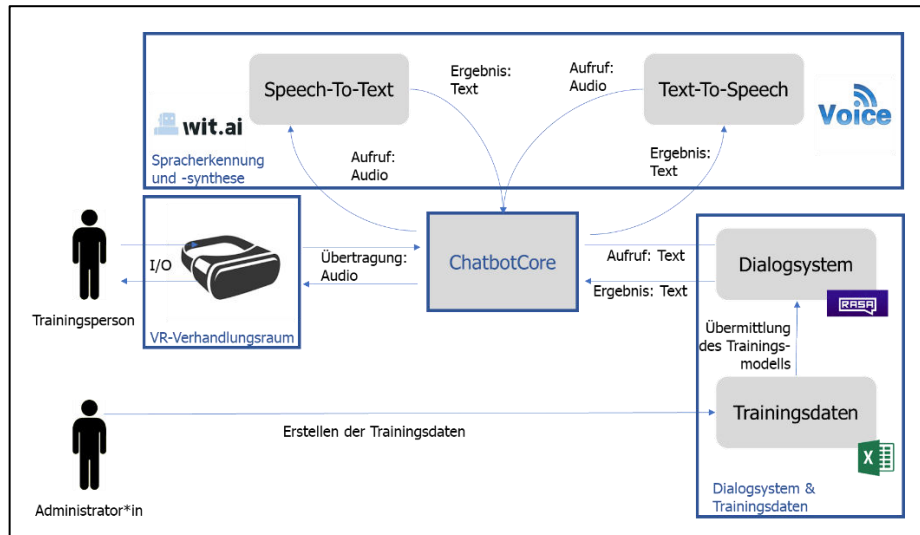 Speech-To-Text
Ergebnis:
Text
Aufruf:
Audio
Text-To-Speech
wit.ai
Voice
Spracherkennung
und -synthese
Aufruf:
Audio
Ergebnis:
Text
I/O
Trainingsperson
VR-Verhandlungsraum
Übertragung:
Audio
ChatbotCore
Aufruf: Text
Ergebnis: Text
Dialogsystem
RASA
Übermittlung
des Trainings-
modells
Trainingsdaten
X
Erstellen der Trainingsdaten
Administrator*in
Dialogsystem &
Trainingsdaten